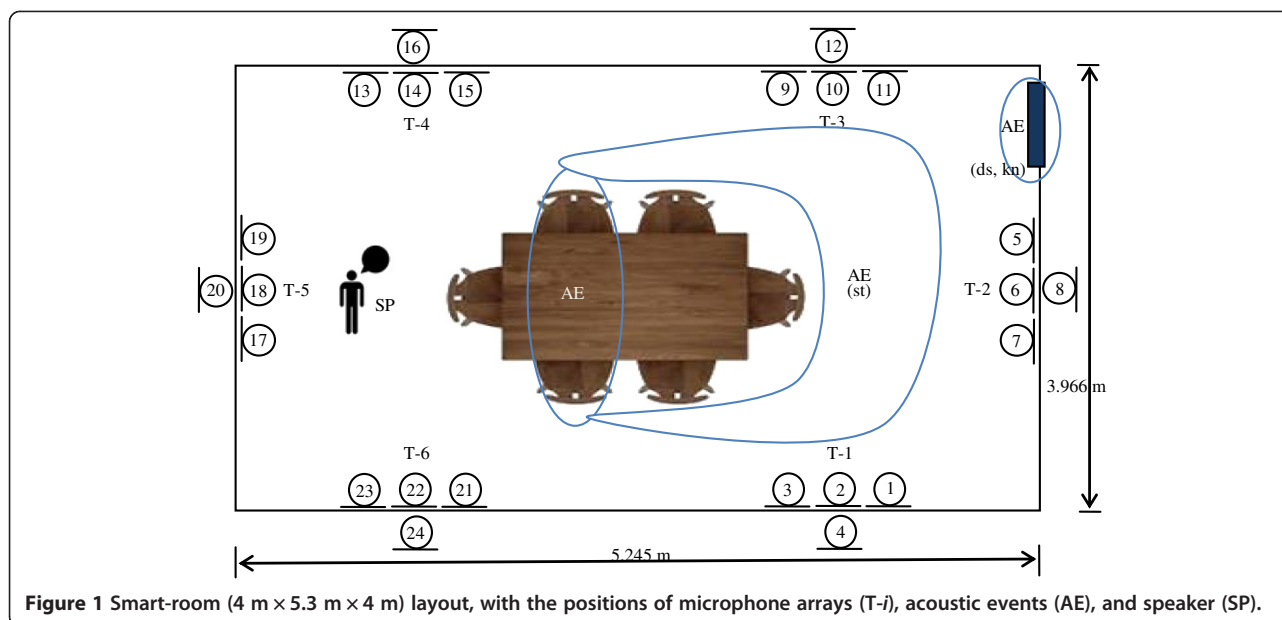 16
12
13 14 15
9 10 11
T-4
T-3
AE
(ds, kn)
19
5
20 18 T-5
SP
AE
AE
(st)
T-2 6 8
17
7
3.966 m
T-6
T-1
23 22 21
3 2 1
24
4
5.245 m
Figure 1 Smart-room (4 m × 5.3 m × 4 m) layout, with the positions of microphone arrays (T-i), acoustic events (AE), and speaker (SP).